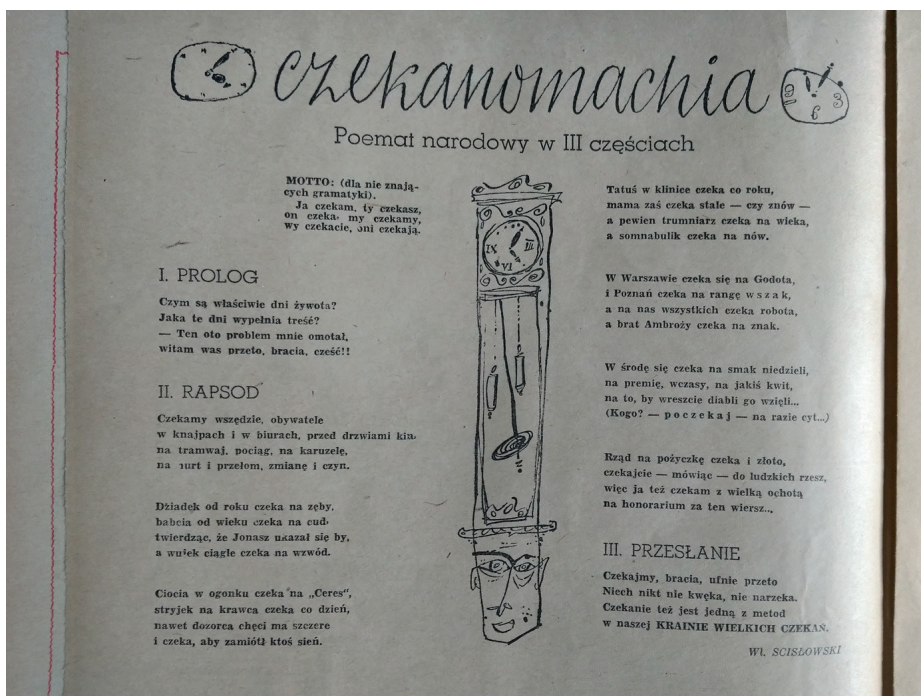 czekanomachia
Poemat narodowy w III częściach
MOTTO: (dla nie znają-
cych gramatyki).
Ja czekam, ty czekasz,
on czeka, my czekamy,
wy czekacie, oni czekają.
I. PROLOG
Czym są właściwie dni żywota?
Jaka te dni wypełnia treść?
— Ten oto problem mnie omotał,
witam was przeto, bracia, cześć!!
II. RAPSOD
Czekamy wszędzie, obywatele
w knajpach i w biurach, przed drzwiami kin,
na tramwaj, pociąg, na karuzelę,
na nurt i przełom, zmianę i czyn.
Dziadek od roku czeka na zęby,
babcia od wieku czeka na cud,
twierdząc, że Jonasz ukazał się by,
a wujek ciągle czeka na wzwód.
Ciocia w ogonku czeka na „Ceres",
stryjek na krawca czeka co dzień,
nawet dozorca chęci ma szczere
i czeka, aby zamiótł ktoś sień.
IX III VI
Tatuś w klinice czeka co roku,
mama zaś czeka stale — czy znów —
a pewien trumniarz czeka na wieka,
a somnabulik czeka na nów.
W Warszawie czeka się na Godota,
i Poznań czeka na rangę wszak,
a na nas wszystkich czeka robota,
a brat Ambroży czeka na znak.
W środę się czeka na smak niedzieli,
na premię, wczasy, na jakiś kwit,
na to, by wreszcie diabli go wzięli...
(Kogo? — poczekaj — na razie cyt...)
Rząd na pożyczkę czeka i złoto,
czekajcie — mówiąc — do ludzkich rzesz,
więc ja też czekam z wielką ochotą
na honorarium za ten wiersz...
III. PRZESŁANIE
Czekajmy, bracia, ufnie przeto
Niech nikt nie kwęka, nie narzeka.
Czekanie też jest jedną z metod
w naszej KRAINIE WIELKICH CZEKAŃ.
Wł. SCISŁOWSKI